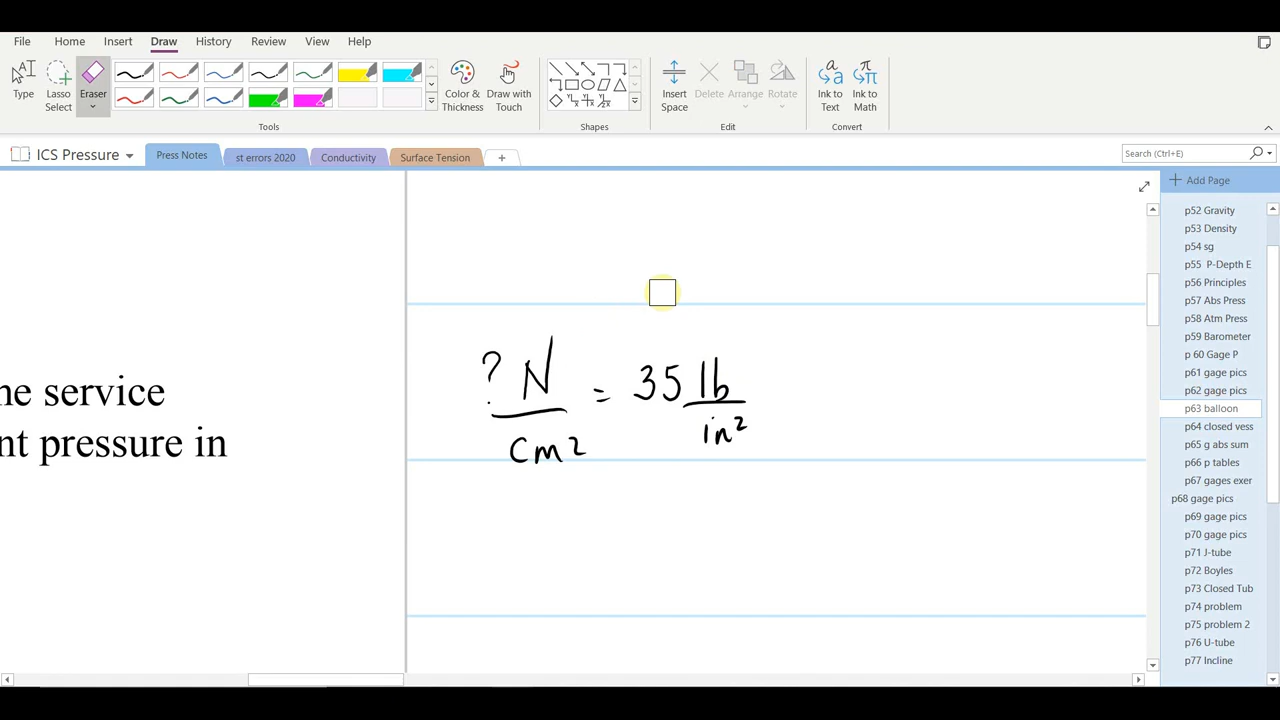 File Home Insert Draw History Review View Help
Type Lasso Select Eraser Color & Thickness Draw with Touch Insert Space Delete Arrange Rotate Ink to Text Ink to Math
Tools Shapes Edit Convert
ICS Pressure Press Notes st errors 2020 Conductivity Surface Tension + Search (Ctrl+E)
Add Page
p52 Gravity
p53 Density
p54 sg
p55 P-Depth E
p56 Principles
p57 Abs Press
p58 Atm Press
p59 Barometer
p 60 Gage P
p61 gage pics
p62 gage pics
p63 balloon
p64 closed vess
p65 g abs sum
p66 p tables
p67 gages exer
p68 gage pics
p69 gage pics
p70 gage pics
p71 J-tube
p72 Boyles
p73 Closed Tub
p74 problem
p75 problem 2
p76 U-tube
p77 Incline
ne service
nt pressure in
? N = 35 lb
cm² in²